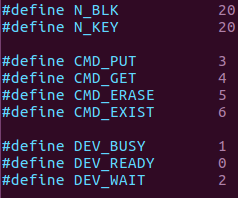 #define N_BLK 20
#define N_KEY 20
#define CMD_PUT 3
#define CMD_GET 4
#define CMD_ERASE 5
#define CMD_EXIST 6
#define DEV_BUSY 1
#define DEV_READY 0
#define DEV_WAIT 2